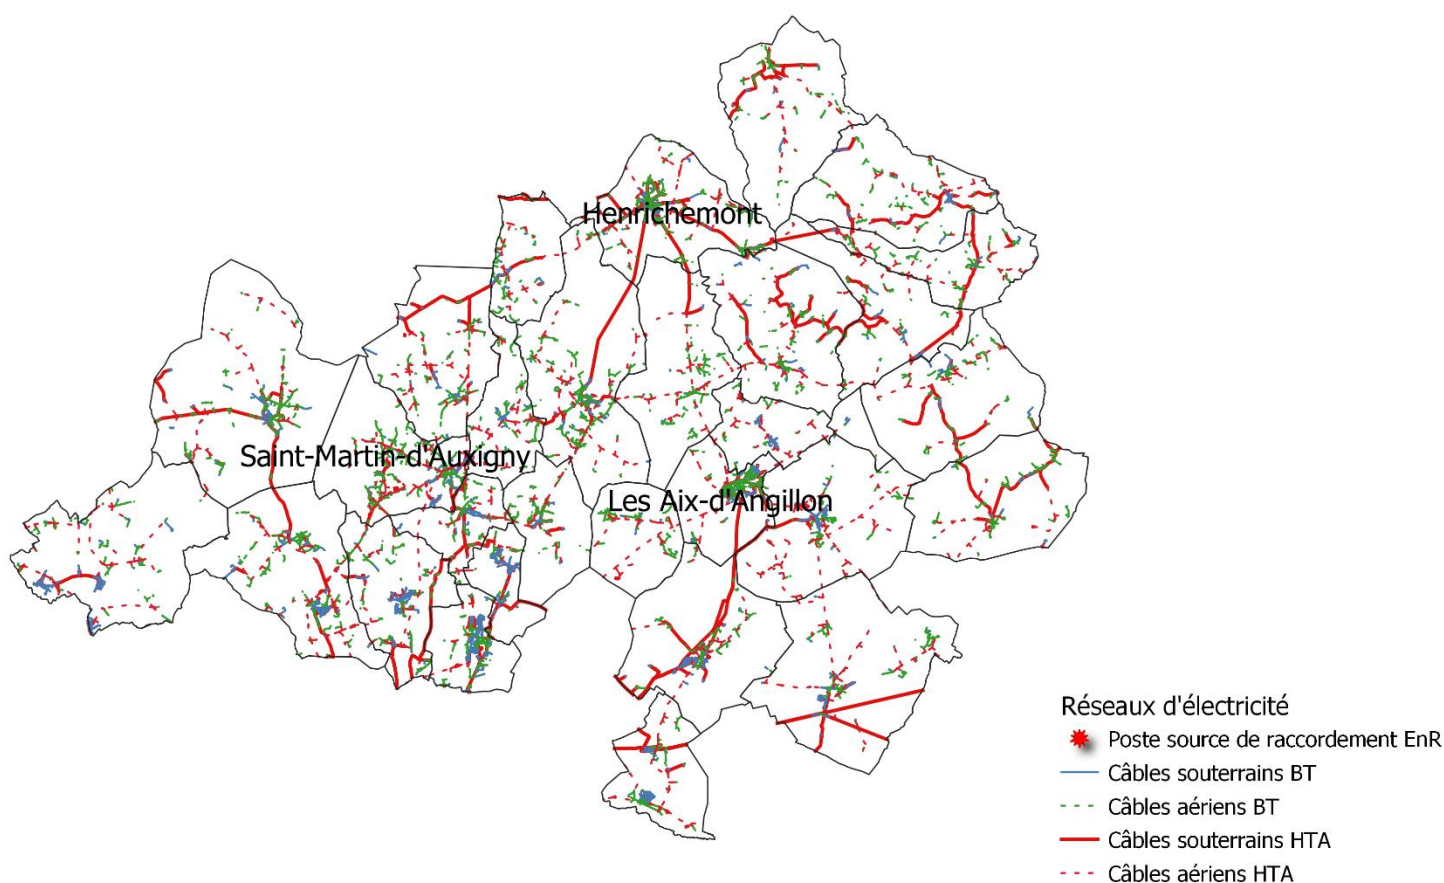 Henrichemont
Saint-Martin-d'Auxigny
Les Aix-d'Angillon
Réseaux d'électricité
Poste source de raccordement EnR
Câbles souterrains BT
Câbles aériens BT
Câbles souterrains HTA
Câbles aériens HTA